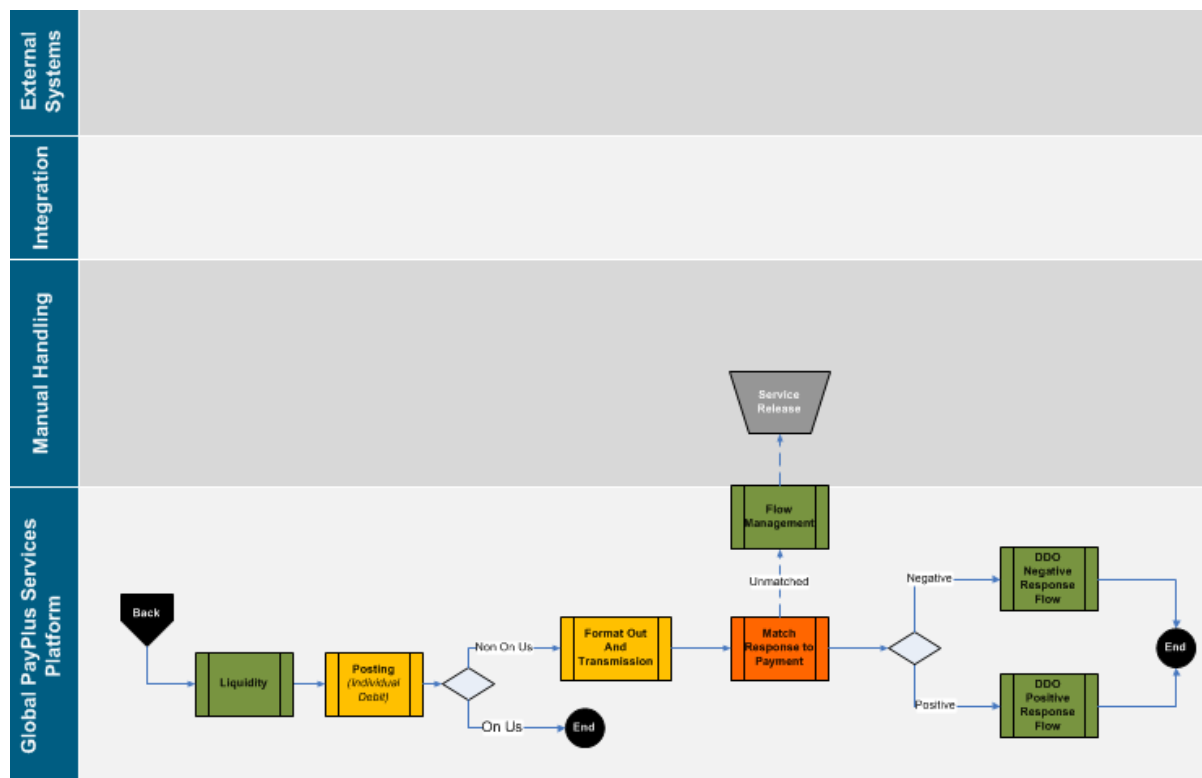 External
Systems
Integration
Manual Handling
Service
Release
Global PayPlus Services
Platform
Flow
Management
Unmatched
Back
Liquidity
Posting
(Individual
Debit)
Non On Us
On Us
End
Format Out
And
Transmission
Match
Response to
Payment
Negative
Positive
DDO
Negative
Response
Flow
DDO
Positive
Response
Flow
End